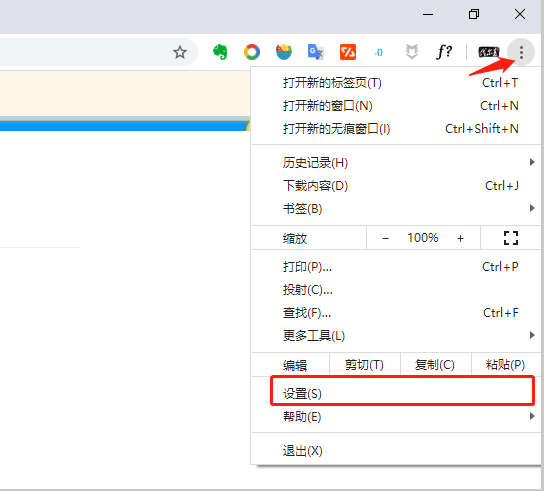 f?
打开新的标签页(T) Ctrl+T
打开新的窗口(N) Ctrl+N
打开新的无痕窗口(I) Ctrl+Shift+N
历史记录(H)
下载内容(D) Ctrl+J
书签(B)
缩放 − 100% +
打印(P)... Ctrl+P
投射(C)...
查找(F)... Ctrl+F
更多工具(L)
编辑 剪切(T) 复制(C) 粘贴(P)
设置(S)
帮助(E)
退出(X)